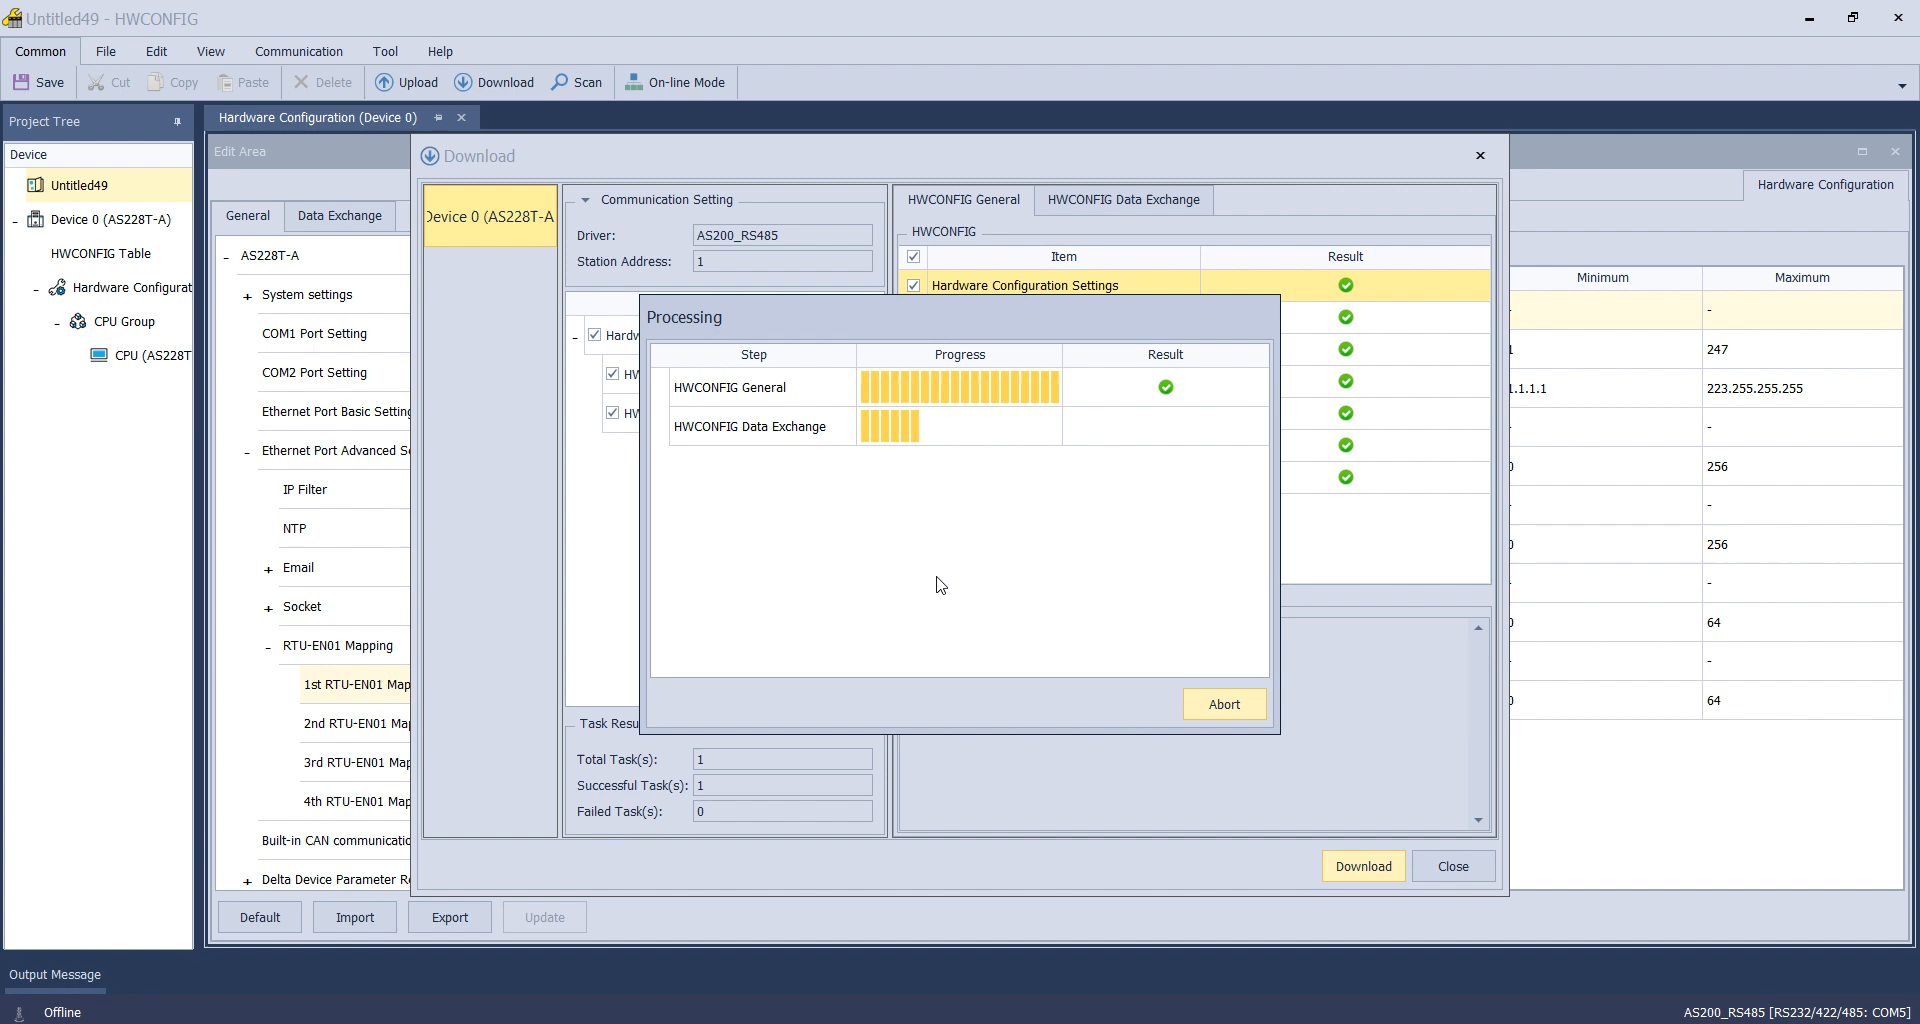 Untitled49 - HWCONFIG
Common File Edit View Communication Tool Help
Save Cut Copy Paste Delete Upload Download Scan On-line Mode
Project Tree
Device
Untitled49
Device 0 (AS228T-A)
HWCONFIG Table
Hardware Configurat
CPU Group
CPU (AS228T
Hardware Configuration (Device 0)
Edit Area
Hardware Configuration
General Data Exchange
AS228T-A
System settings
COM1 Port Setting
COM2 Port Setting
Ethernet Port Basic Setting
Ethernet Port Advanced Se
IP Filter
NTP
Email
Socket
RTU-EN01 Mapping
1st RTU-EN01 Map
2nd RTU-EN01 Map
3rd RTU-EN01 Map
4th RTU-EN01 Map
Built-in CAN communicatio
Delta Device Parameter Re
Default Import Export Update
Download
Device 0 (AS228T-A
Communication Setting
Driver: AS200_RS485
Station Address: 1
Hardw
HW
HW
Task Resu
Total Task(s): 1
Successful Task(s): 1
Failed Task(s): 0
HWCONFIG General HWCONFIG Data Exchange
HWCONFIG
Item Result
Hardware Configuration Settings
Processing
Step Progress Result
HWCONFIG General
HWCONFIG Data Exchange
Abort
Download Close
Minimum Maximum
-
247
1.1.1 223.255.255.255
-
256
-
256
-
64
-
64
Output Message
Offline
AS200_RS485 [RS232/422/485: COM5]